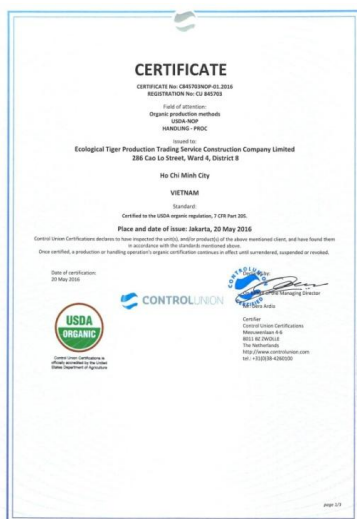 CERTIFICATE
CERTIFICATE No: C845703NOP-01.2016
REGISTRATION No: CU 845703
Field of attention:
Organic production methods
USDA-NOP
HANDLING - PROC
Issued to:
Ecological Tiger Production Trading Service Construction Company Limited
286 Cao Lo Street, Ward 4, District 8
Ho Chi Minh City
VIETNAM
Standard:
Certified to the USDA organic regulation, 7 CFR Part 205.
Place and date of issue: Jakarta, 20 May 2016
Control Union Certifications declares to have inspected the unit(s), and/or product(s) of the above mentioned client, and have found them
in accordance with the standards mentioned above.
Once certified, a production or handling operation's organic certification continues in effect until surrendered, suspended or revoked.
Date of certification:
20 May 2016
Managing Director
CONTROLUNION
USDA
ORGANIC
Control Union Certifications is
officially accredited by the United
States Department of Agriculture
Certifier
Control Union Certifications
Meeuwenlaan 4-6
8011 BZ ZWOLLE
The Netherlands
http://www.controlunion.com
tel.: +31(0)38-4260100
page 1/3